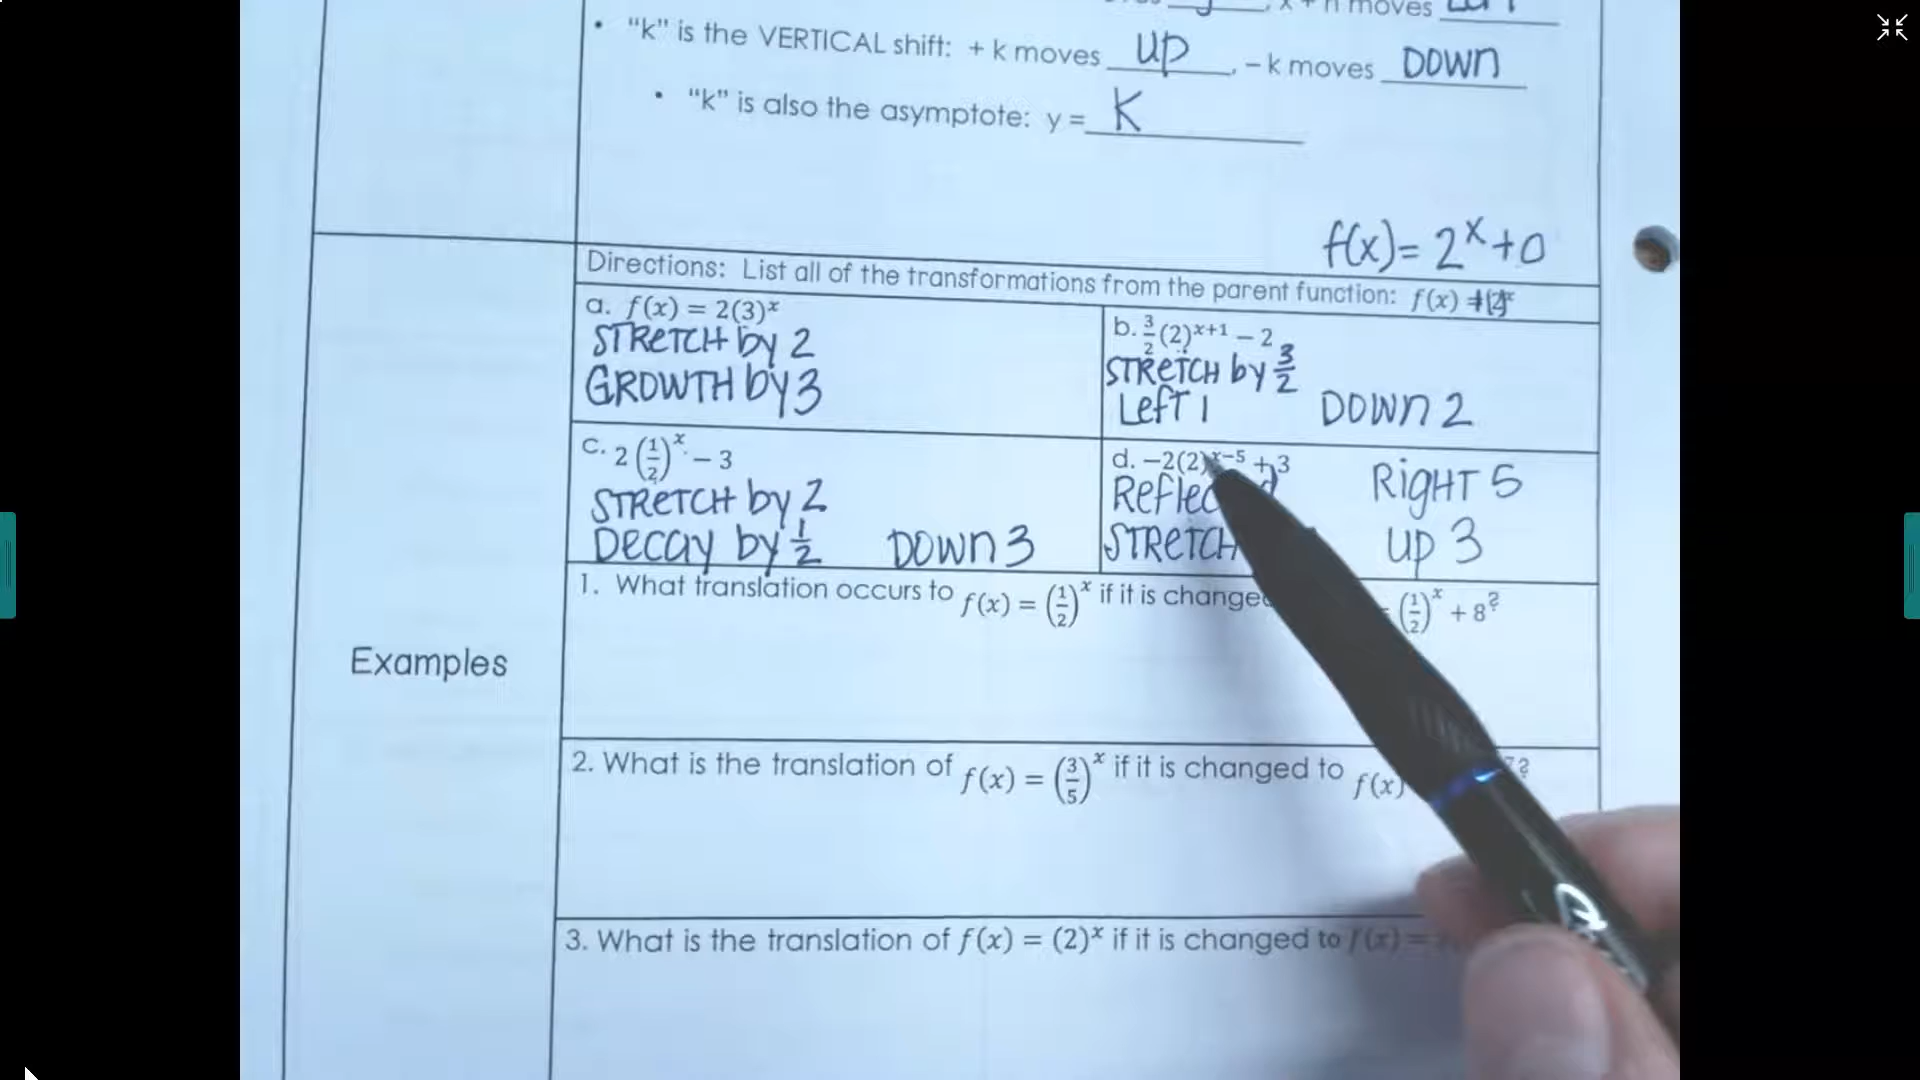 x + h moves
• “k” is the VERTICAL shift: + k moves UP, – k moves DOWN
• “k” is also the asymptote: y = K
f(x)= 2^x+0
Directions: List all of the transformations from the parent function: f(x)
a. f(x) = 2(3)^x
STRETCH by 2
GROWTH by 3
b. 3/2 (2)^{x+1} – 2
STRETCH by 3/2
Left 1 DOWN 2
c. 2 (1/2)^x – 3
STRETCH by 2
Decay by 1/2 DOWN 3
d. –2(2)^{x–5} + 3
RIGHT 5
STRETCH UP 3
Examples
1. What translation occurs to f(x) = (1/2)^x if it is changed = (1/2)^x + 8?
2. What is the translation of f(x) = (3/5)^x if it is changed to f(x) ?
3. What is the translation of f(x) = (2)^x if it is changed to f(x) =